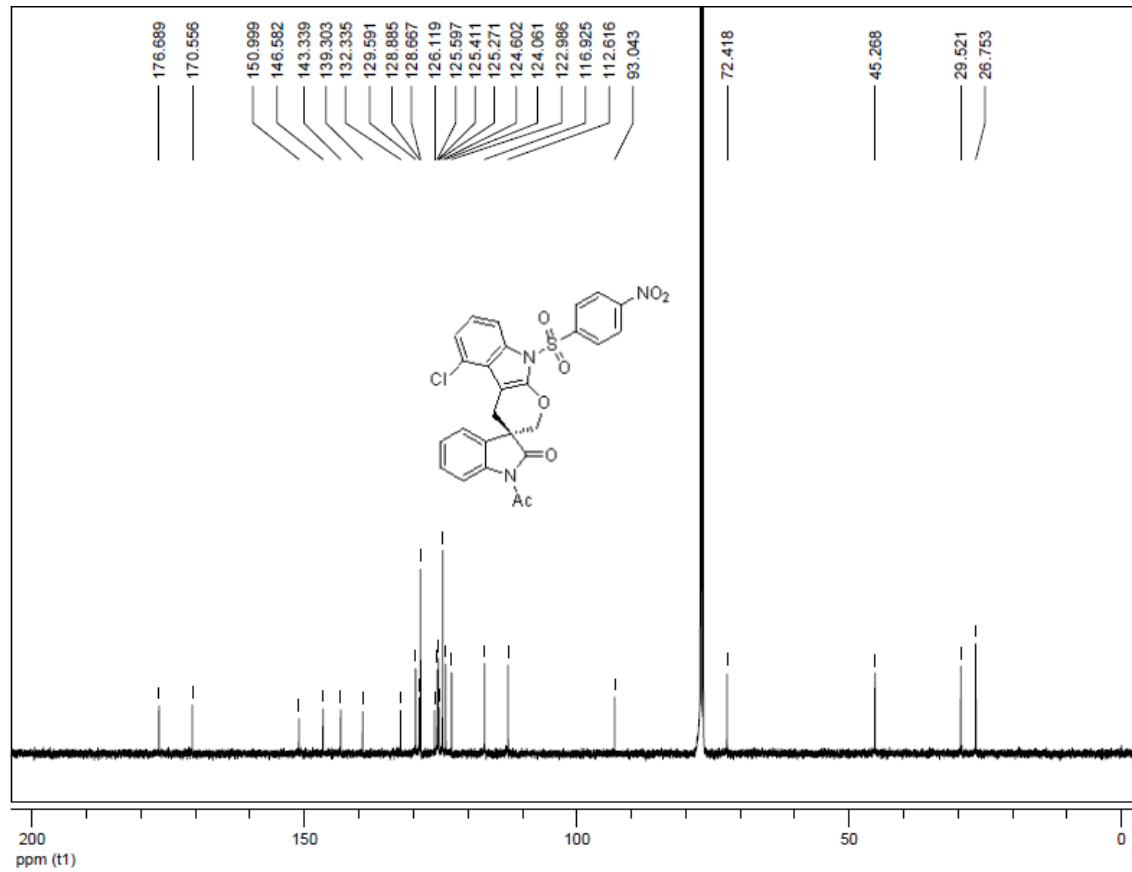 176.689
170.556
150.999
146.582
143.339
139.303
132.335
129.591
128.885
128.667
126.119
125.597
125.411
125.271
124.602
124.061
122.986
116.925
112.616
93.043
72.418
45.268
29.521
26.753
NO2
O
S
N
O
Cl
O
O
N
Ac
200 150 100 50 0
ppm (t1)